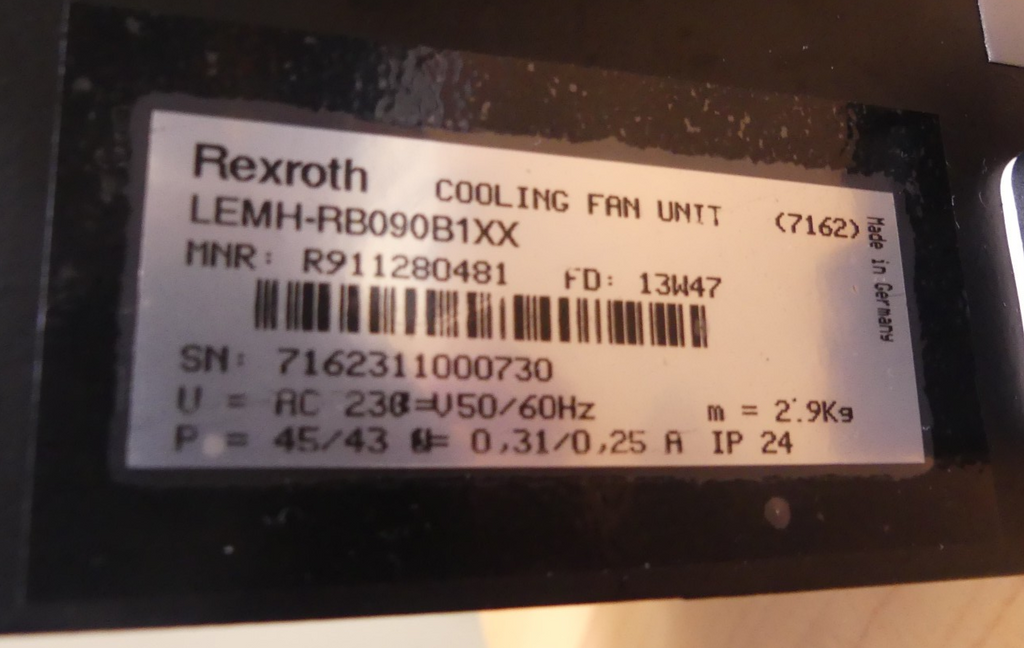 Rexroth COOLING FAN UNIT (7162)
LEMH-RB090B1XX
MNR: R911280481 FD: 13W47
SN: 7162311000730
U = AC 230 V50/60Hz m = 2.9Kg
P = 45/43 = 0,31/0,25 A IP 24
Made in Germany